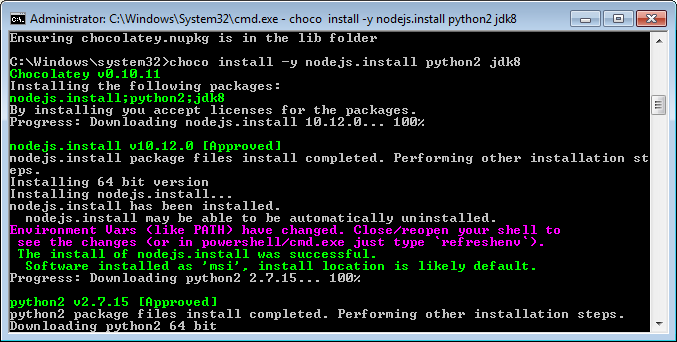 Administrator: C:\Windows\System32\cmd.exe - choco  install -y nodejs.install python2 jdk8
Ensuring chocolatey.nupkg is in the lib folder
C:\Windows\system32>choco install -y nodejs.install python2 jdk8
Chocolatey v0.10.11
Installing the following packages:
nodejs.install;python2;jdk8
By installing you accept licenses for the packages.
Progress: Downloading nodejs.install 10.12.0... 100%
nodejs.install v10.12.0 [Approved]
nodejs.install package files install completed. Performing other installation st
eps.
Installing 64 bit version
Installing nodejs.install...
nodejs.install has been installed.
  nodejs.install may be able to be automatically uninstalled.
Environment Vars (like PATH) have changed. Close/reopen your shell to
 see the changes (or in powershell/cmd.exe just type `refreshenv`).
 The install of nodejs.install was successful.
  Software installed as 'msi', install location is likely default.
Progress: Downloading python2 2.7.15... 100%
python2 v2.7.15 [Approved]
python2 package files install completed. Performing other installation steps.
Downloading python2 64 bit